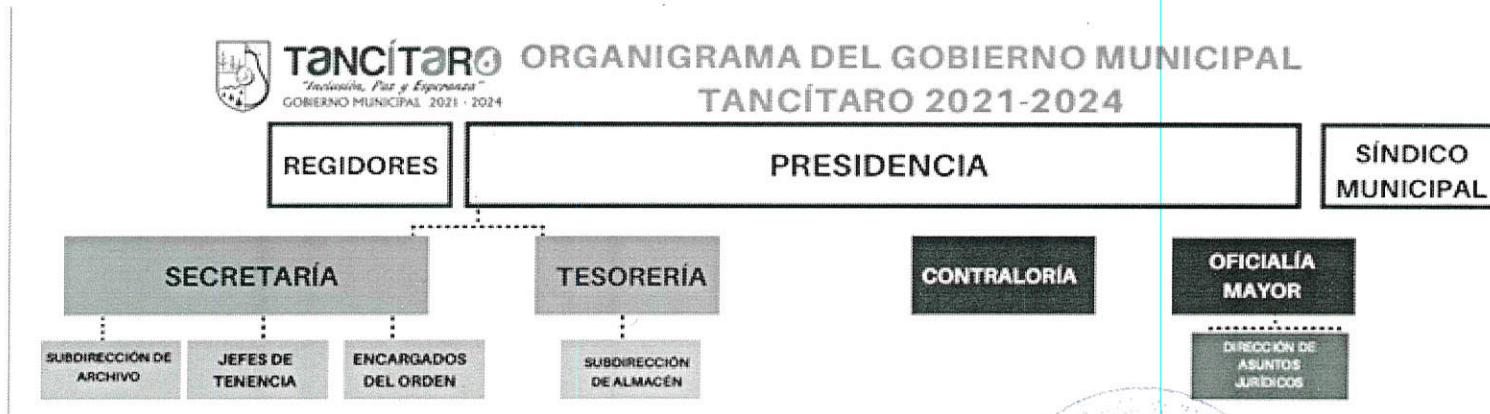 TANCÍTARO
"Inclusión, Paz y Esperanza"
GOBIERNO MUNICIPAL 2021 - 2024
ORGANIGRAMA DEL GOBIERNO MUNICIPAL
TANCÍTARO 2021-2024
REGIDORES
PRESIDENCIA
SÍNDICO
MUNICIPAL
SECRETARÍA
TESORERÍA
CONTRALORÍA
OFICIALÍA
MAYOR
SUBDIRECCIÓN DE
ARCHIVO
JEFES DE
TENENCIA
ENCARGADOS
DEL ORDEN
SUBDIRECCIÓN
DE ALMACÉN
DIRECCIÓN DE
ASUNTOS
JURÍDICOS